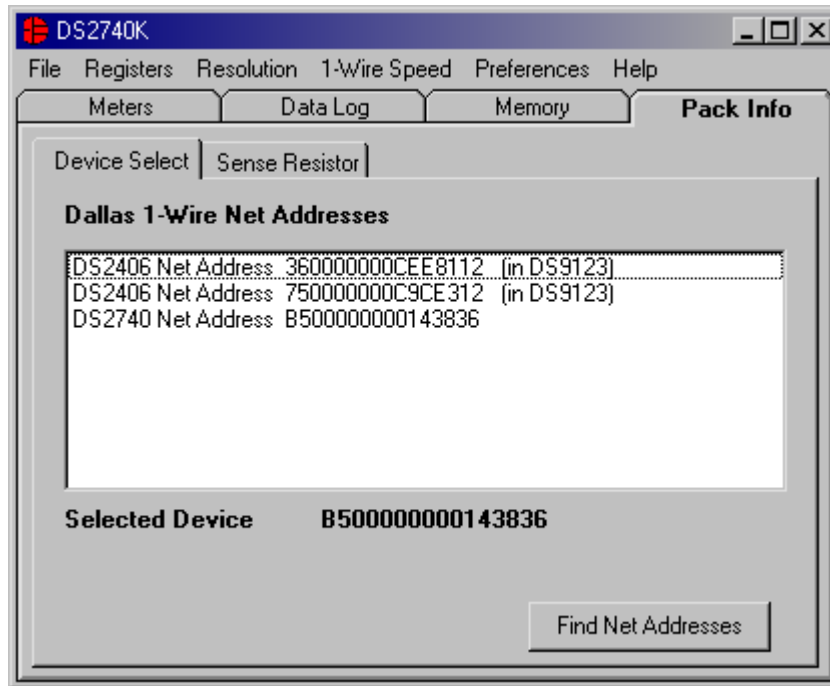 DS2740K
File Registers Resolution 1-Wire Speed Preferences Help
Meters Data Log Memory Pack Info
Device Select Sense Resistor
Dallas 1-Wire Net Addresses
DS2406 Net Address 360000000CEE8112 (in DS9123)
DS2406 Net Address 750000000C9CE312 (in DS9123)
DS2740 Net Address B500000000143836
Selected Device B500000000143836
Find Net Addresses